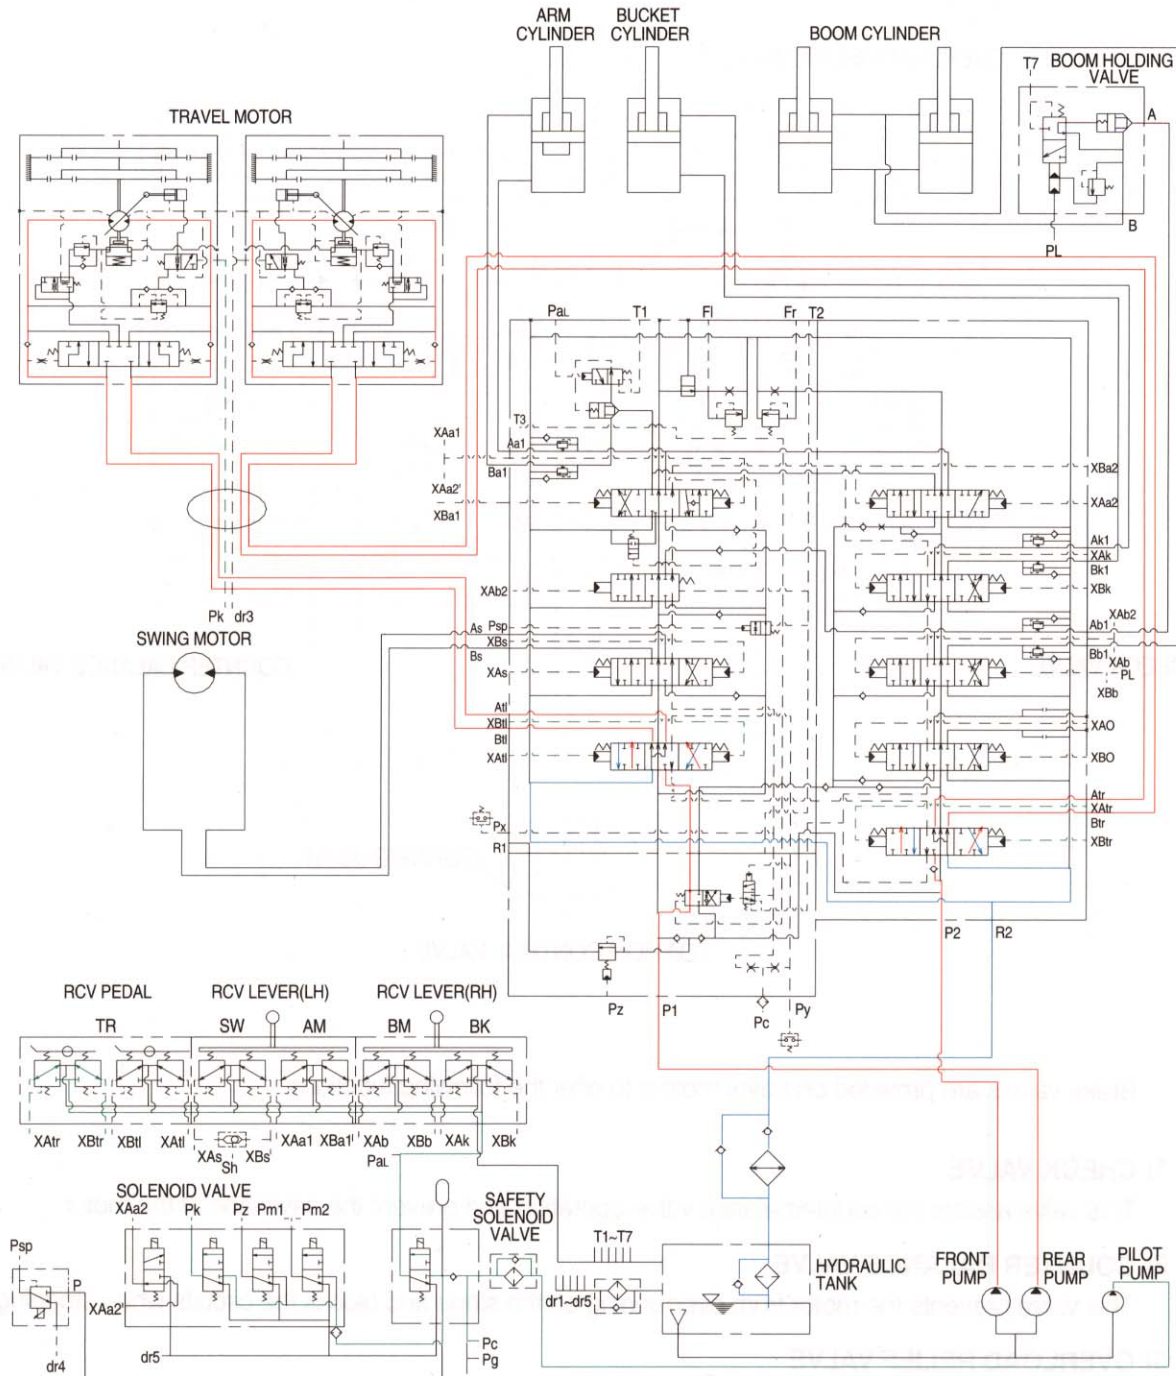 ARM
CYLINDER
BUCKET
CYLINDER
BOOM CYLINDER
T7
BOOM HOLDING
VALVE
A
B
PL
TRAVEL MOTOR
PaL
T1
Fl
Fr
T2
T3
XAa1
Aa1
Ba1
XAa2'
XBa1
XBa2
XAa2
Ak1
XAk
Bk1
XBk
Pk
dr3
XAb2
SWING MOTOR
As
Psp
XBs
Bs
XAs
Ab1
XAb2
Bb1
XAb
PL
XBb
Atl
XBtl
Btl
XAtl
XAO
XBO
Atr
XAtr
Btr
XBtr
Px
R1
P2
R2
Pz
P1
Pc
Py
RCV PEDAL
RCV LEVER(LH)
RCV LEVER(RH)
TR
SW
AM
BM
BK
XAtr
XBtr
XBtl
XAtl
XAs
XBs
Sh
XAa1
XBa1
XAb
XBb
XAk
XBk
PaL
SOLENOID VALVE
XAa2
Pk
Pz
Pm1
Pm2
SAFETY
SOLENOID
VALVE
T1~T7
HYDRAULIC
TANK
FRONT
PUMP
REAR
PUMP
PILOT
PUMP
Psp
P
XAa2'
dr4
dr5
dr1~dr5
Pc
Pg